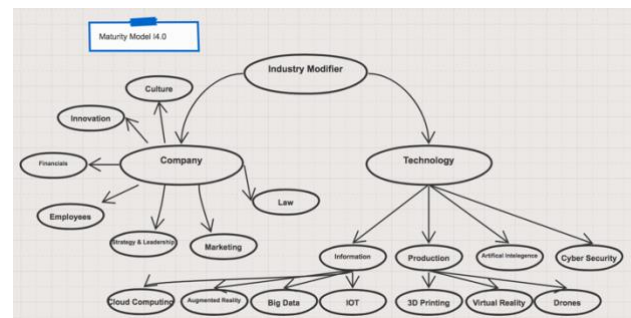 Maturity Model I4.0
Industry Modifier
Culture
Innovation
Company
Technology
Financials
Law
Employees
Strategy & Leadership
Marketing
Information
Production
Artifical Intelegence
Cyber Security
Cloud Computing
Augmented Reality
Big Data
IOT
3D Printing
Virtual Reality
Drones